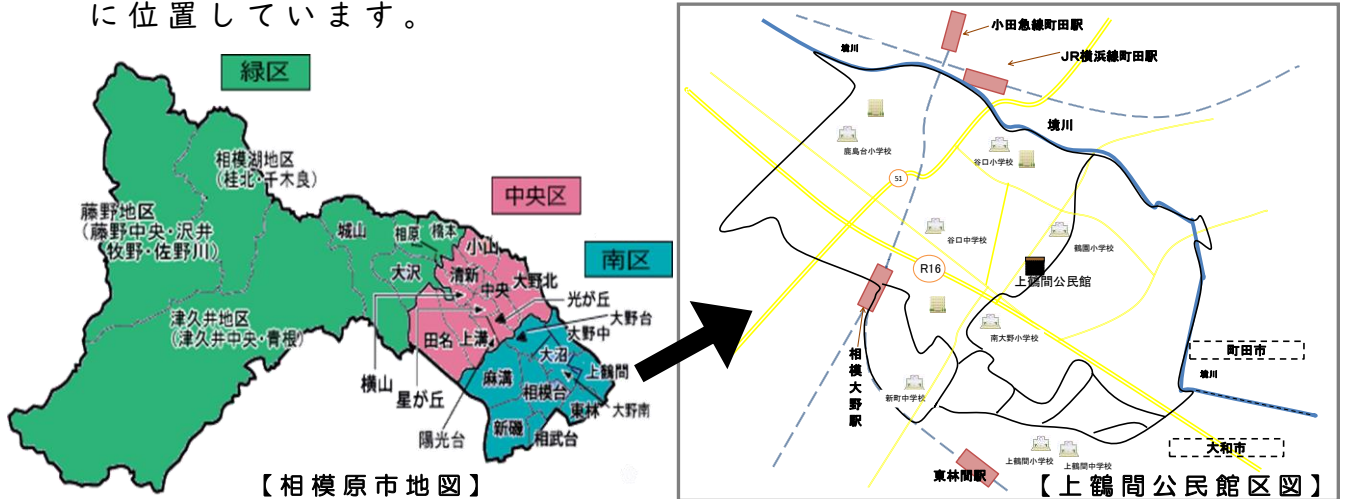 に位置しています。
緑区
中央区
南区
相模湖地区
(桂北・千木良)
藤野地区
(藤野中央・沢井
牧野・佐野川)
津久井地区
(津久井中央・青根)
城山
相原
橋本
大沢
小山
清新
中央
大野北
田名
上溝
横山
星が丘
陽光台
光が丘
大野台
大野中
大沼
上鶴間
麻溝
相模台
東林
大野南
新磯
相武台
【相模原市地図】
小田急線町田駅
JR横浜線町田駅
境川
境川
鹿島台小学校
谷口小学校
51
谷口中学校
鶴園小学校
R16
上鶴間公民館
南大野小学校
相模大野駅
新町中学校
町田市
境川
大和市
上鶴間小学校
上鶴間中学校
東林間駅
【上鶴間公民館区図】